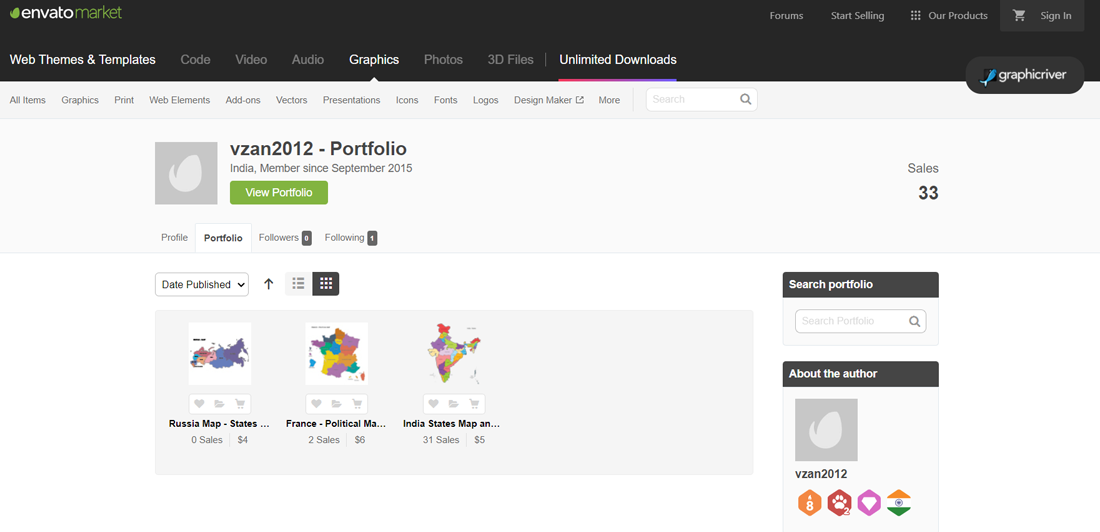 envato market
Forums
Start Selling
Our Products
Sign In
Web Themes & Templates
Code
Video
Audio
Graphics
Photos
3D Files
Unlimited Downloads
graphicriver
All Items
Graphics
Print
Web Elements
Add-ons
Vectors
Presentations
Icons
Fonts
Logos
Design Maker
More
Search
vzan2012 - Portfolio
India, Member since September 2015
View Portfolio
Sales
33
Profile
Portfolio
Followers 0
Following 1
Date Published
Russia Map - States ...
0 Sales
$4
France - Political Ma...
2 Sales
$6
India States Map an...
31 Sales
$5
Search portfolio
Search Portfolio
About the author
vzan2012
8
2